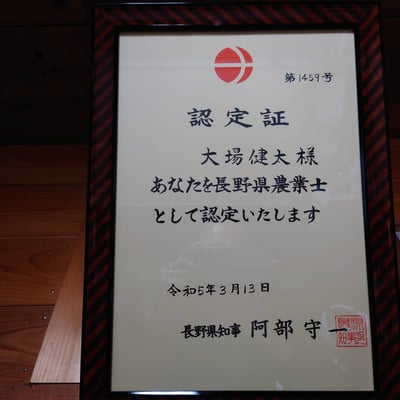 第1459号
認定証
大場健太様
あなたを長野県農業士
として認定いたします
令和5年3月13日
長野県知事 阿部守一